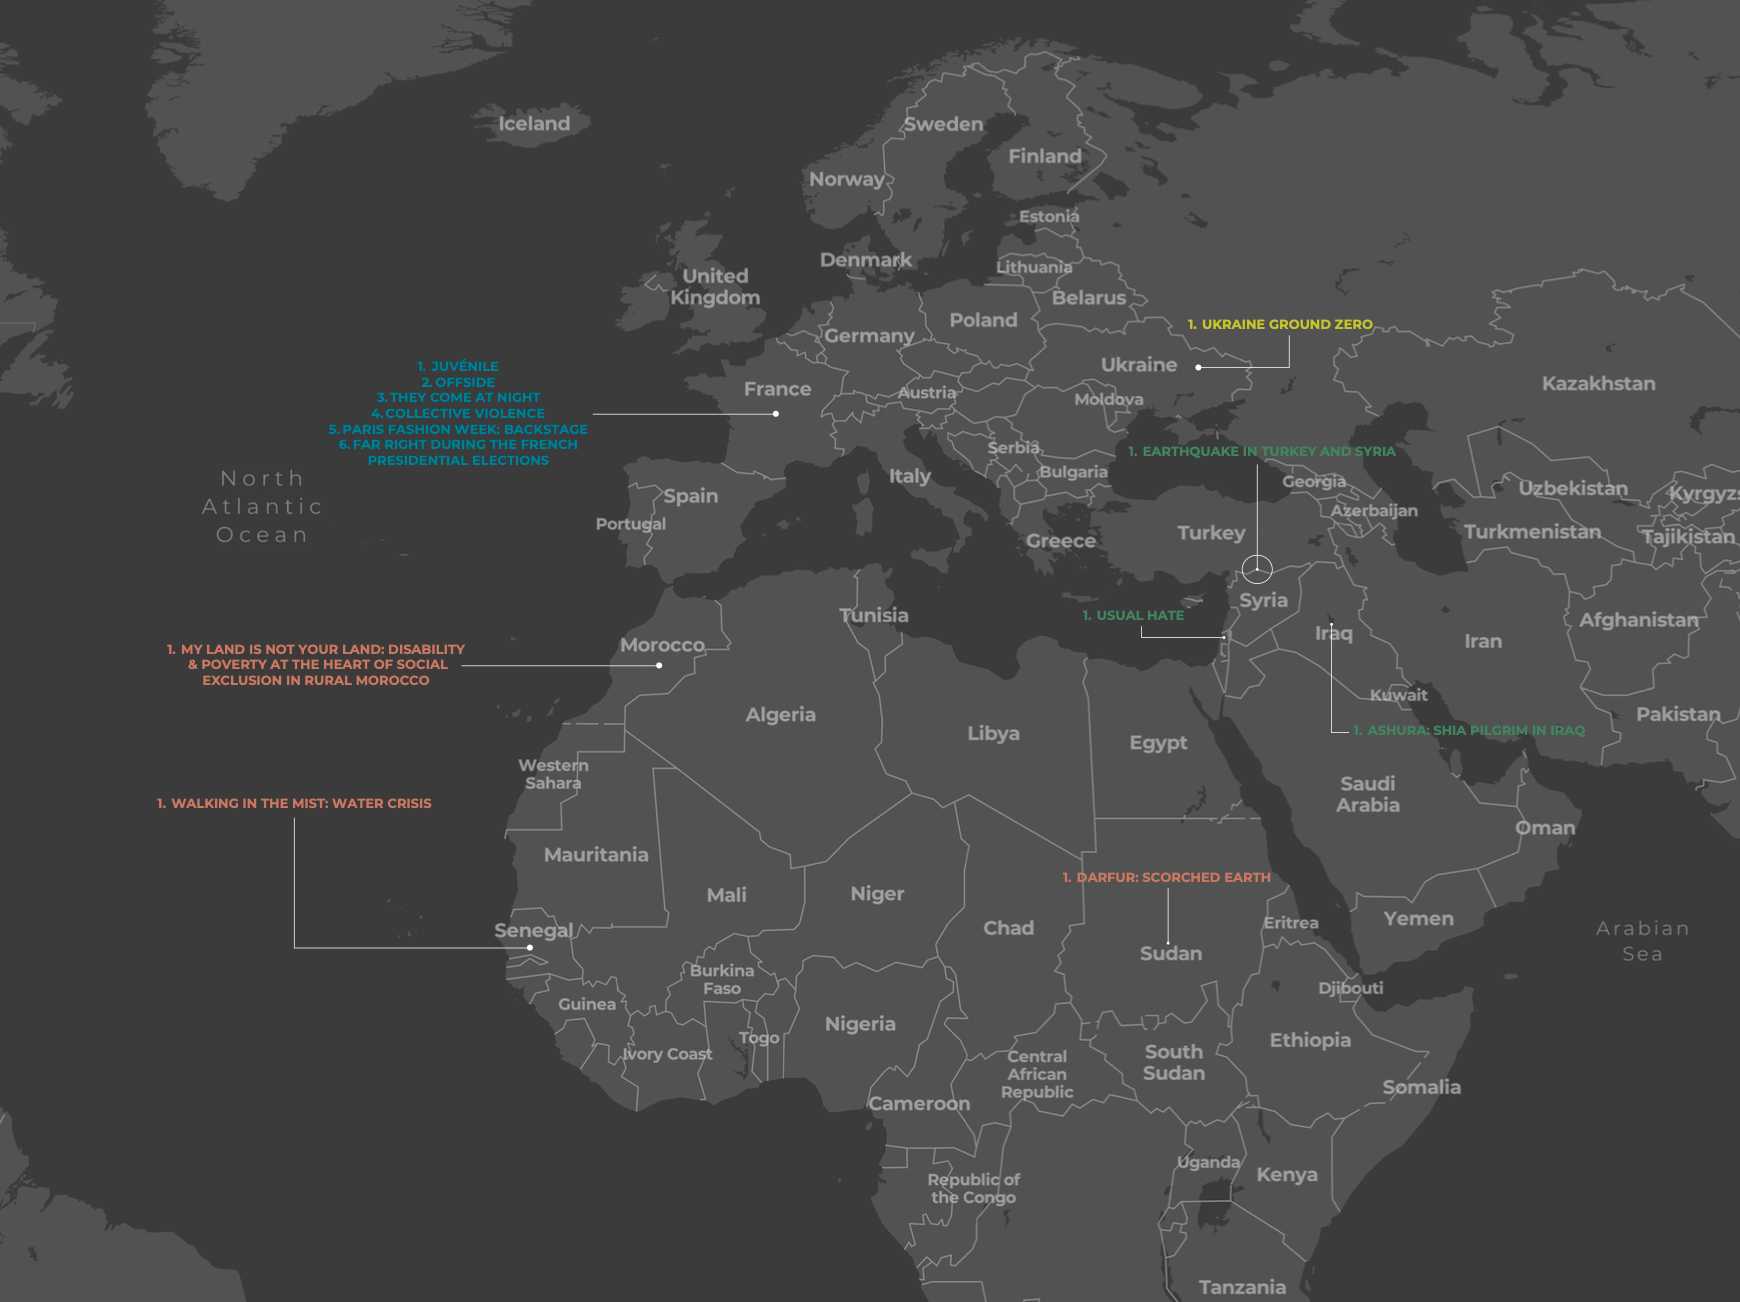 Iceland
Sweden
Finland
Norway
Estonia
Denmark
Lithuania
United
Kingdom
Belarus
Poland
Germany
1. UKRAINE GROUND ZERO
Ukraine
1. JUVÉNILE
2. OFFSIDE
3. THEY COME AT NIGHT
4. COLLECTIVE VIOLENCE
5. PARIS FASHION WEEK: BACKSTAGE
6. FAR RIGHT DURING THE FRENCH
PRESIDENTIAL ELECTIONS
France
Austria
Moldova
Kazakhstan
Serbia
1. EARTHQUAKE IN TURKEY AND SYRIA
Bulgaria
Italy
Georgia
North
Atlantic
Ocean
Spain
Portugal
Azerbaijan
Uzbekistan
Kyrgyzs
Greece
Turkey
Turkmenistan
Tajikistan
Syria
Tunisia
1. USUAL HATE
Iraq
Iran
Afghanistan
Morocco
1. MY LAND IS NOT YOUR LAND: DISABILITY
& POVERTY AT THE HEART OF SOCIAL
EXCLUSION IN RURAL MOROCCO
Kuwait
Pakistan
Algeria
Libya
Egypt
1. ASHURA: SHIA PILGRIM IN IRAQ
Western
Sahara
Saudi
Arabia
1. WALKING IN THE MIST: WATER CRISIS
Oman
Mauritania
Mali
Niger
1. DARFUR: SCORCHED EARTH
Senegal
Chad
Eritrea
Yemen
Arabian
Sea
Sudan
Burkina
Faso
Djibouti
Guinea
Nigeria
Togo
Ivory Coast
Ethiopia
Central
African
Republic
South
Sudan
Somalia
Cameroon
Uganda
Kenya
Republic of
the Congo
Tanzania